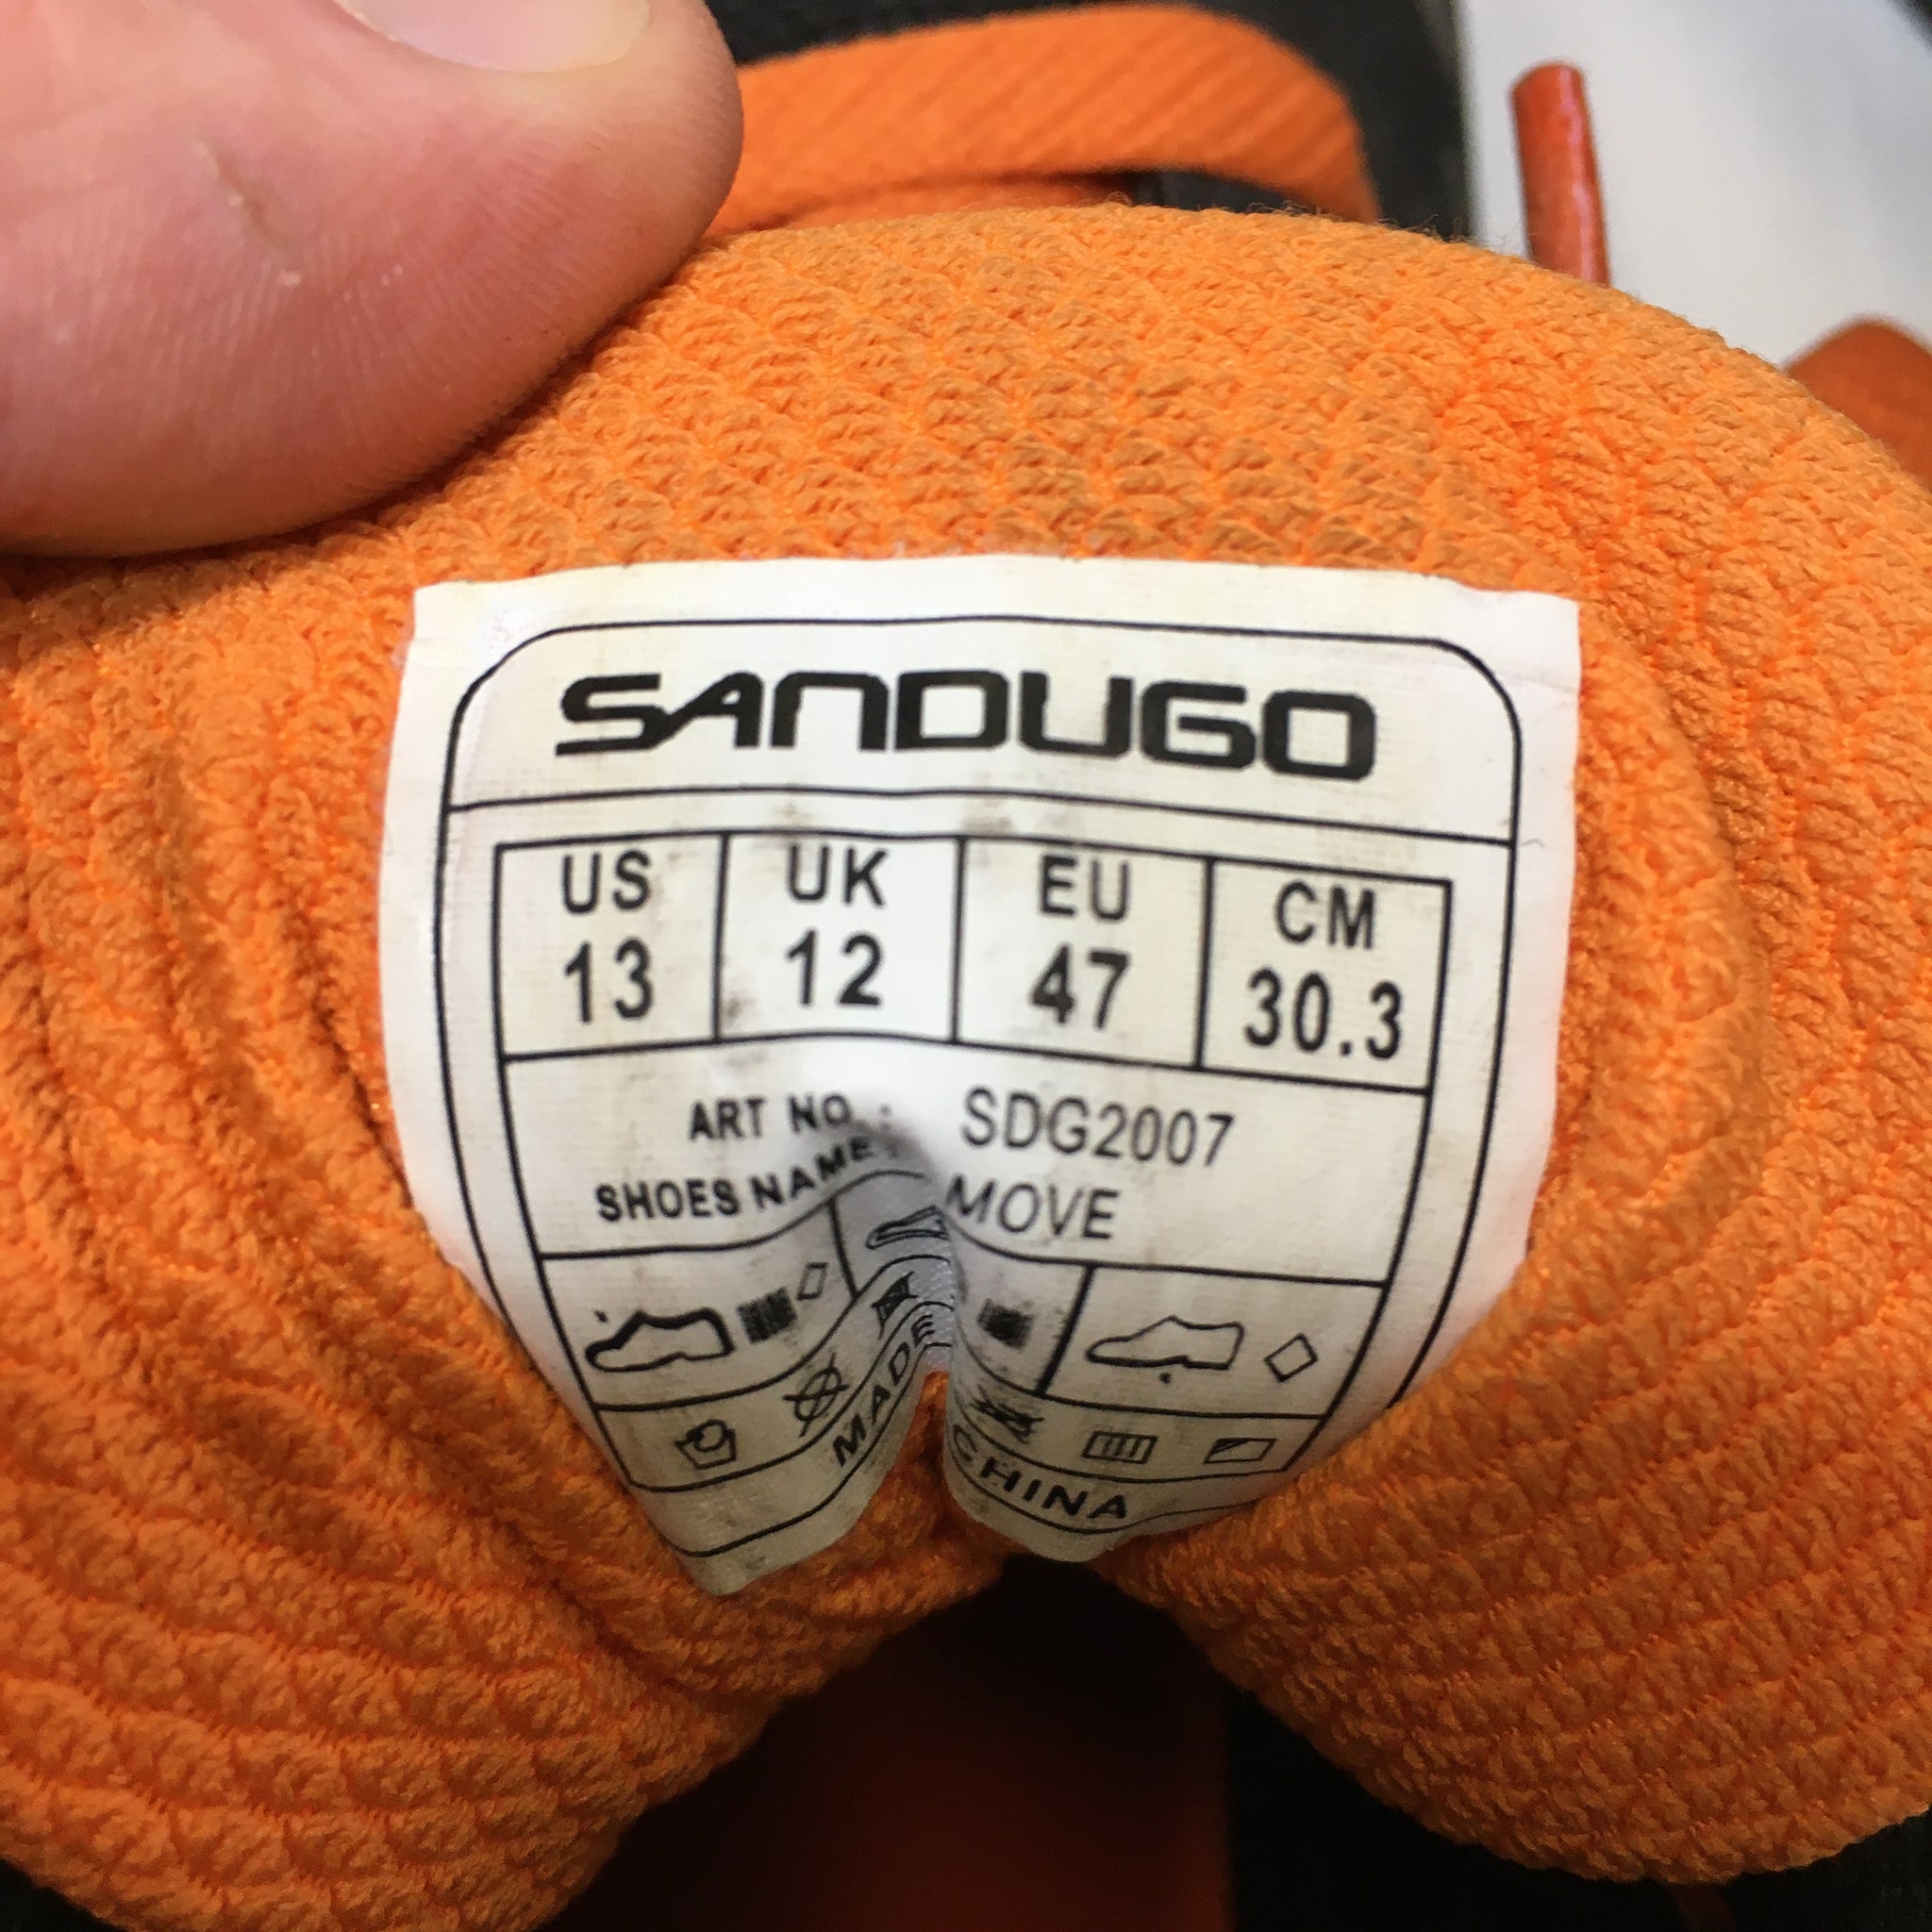 SANDUGO
US UK EU CM
13 12 47 30.3
ART NO.: SDG2007
SHOES NAME: MOVE
MADE CHINA